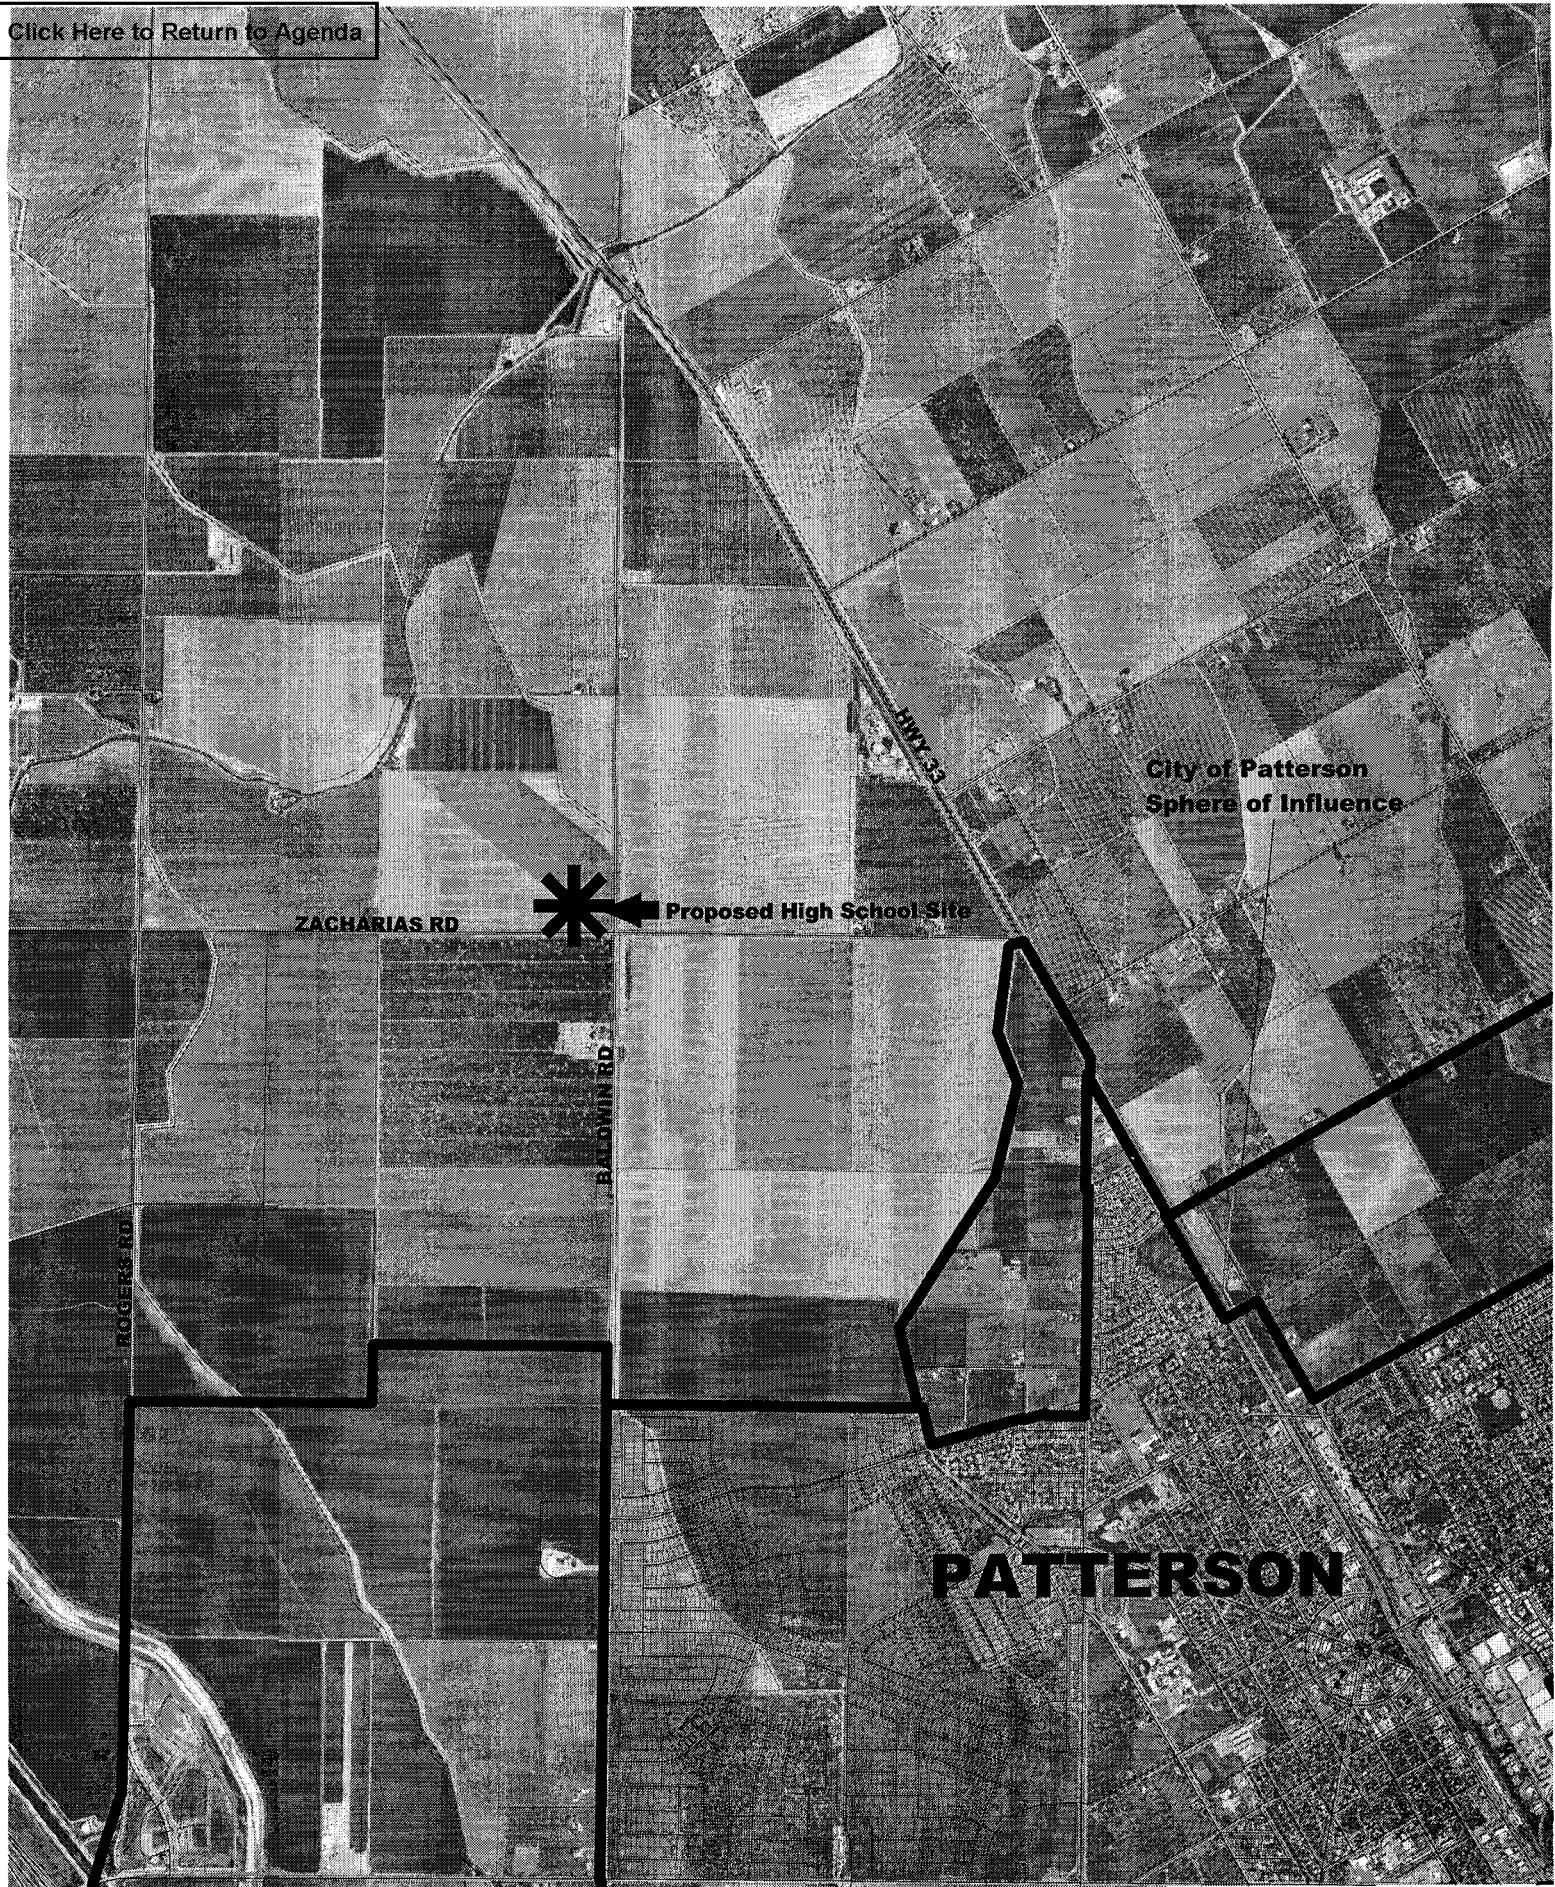 Click Here to Return to Agenda
HWY 33
City of Patterson
Sphere of Influence
Proposed High School Site
ZACHARIAS RD
BALDWIN RD
ROGERS RD
PATTERSON